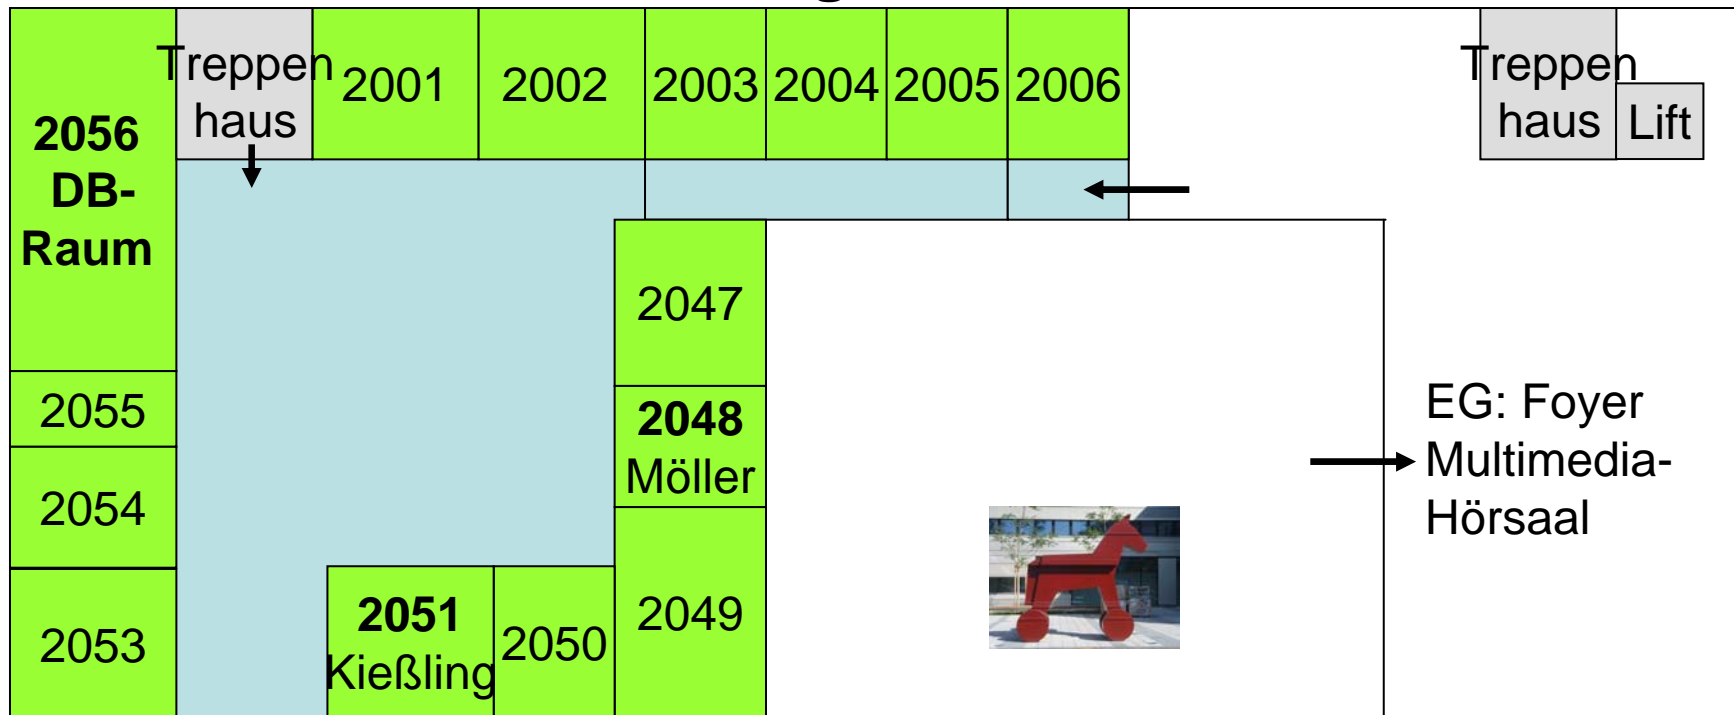 2056
DB-
Raum
Treppen
haus
2001
2002
2003
2004
2005
2006
Treppen
haus
Lift
2047
2055
2048
Möller
2054
2053
2051
Kießling
2050
2049
EG: Foyer
Multimedia-
Hörsaal